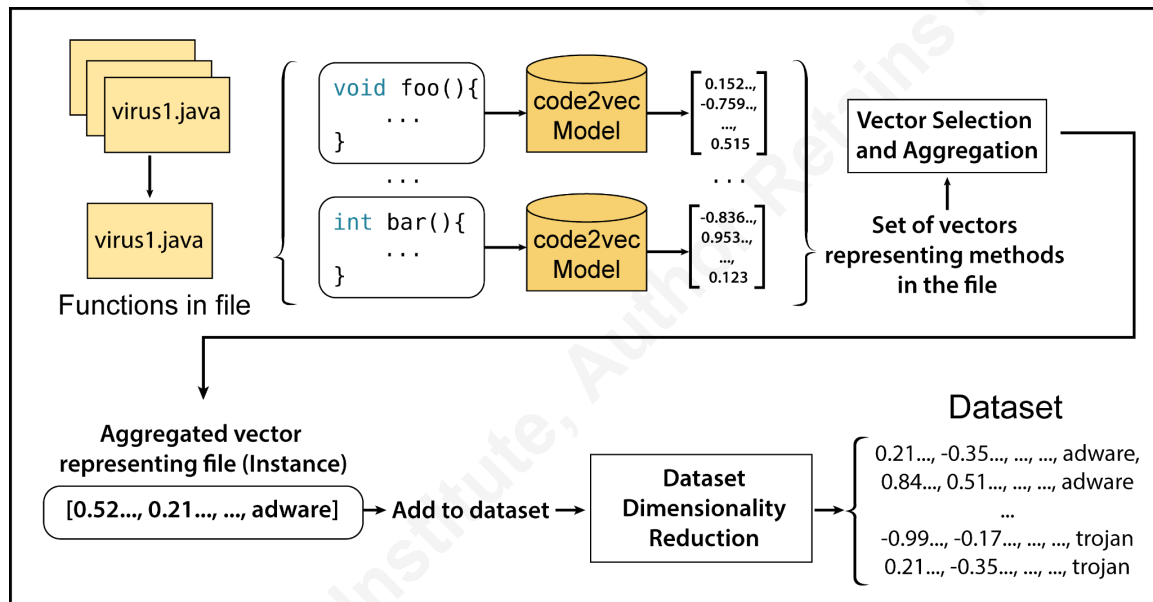 virus1.java
virus1.java
Functions in file
void foo(){
...
}
...
int bar(){
...
}
code2vec
Model
code2vec
Model
0.152..,
-0.759..,
...,
0.515
...
-0.836..,
0.953..,
...,
0.123
Vector Selection
and Aggregation
Set of vectors
representing methods
in the file
Aggregated vector
representing file (Instance)
[0.52..., 0.21..., ..., adware]
Add to dataset
Dataset
Dimensionality
Reduction
Dataset
0.21..., -0.35..., ..., ..., adware,
0.84..., 0.51..., ..., ..., adware
...
-0.99..., -0.17..., ..., ..., trojan
0.21..., -0.35..., ..., ..., trojan
Institute, Author Retains